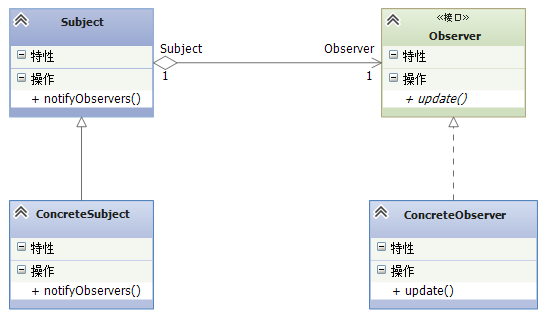 Subject
特性
操作
+ notifyObservers()
Subject
1
Observer
1
«接口»
Observer
特性
操作
+ update()
ConcreteSubject
特性
操作
+ notifyObservers()
ConcreteObserver
特性
操作
+ update()